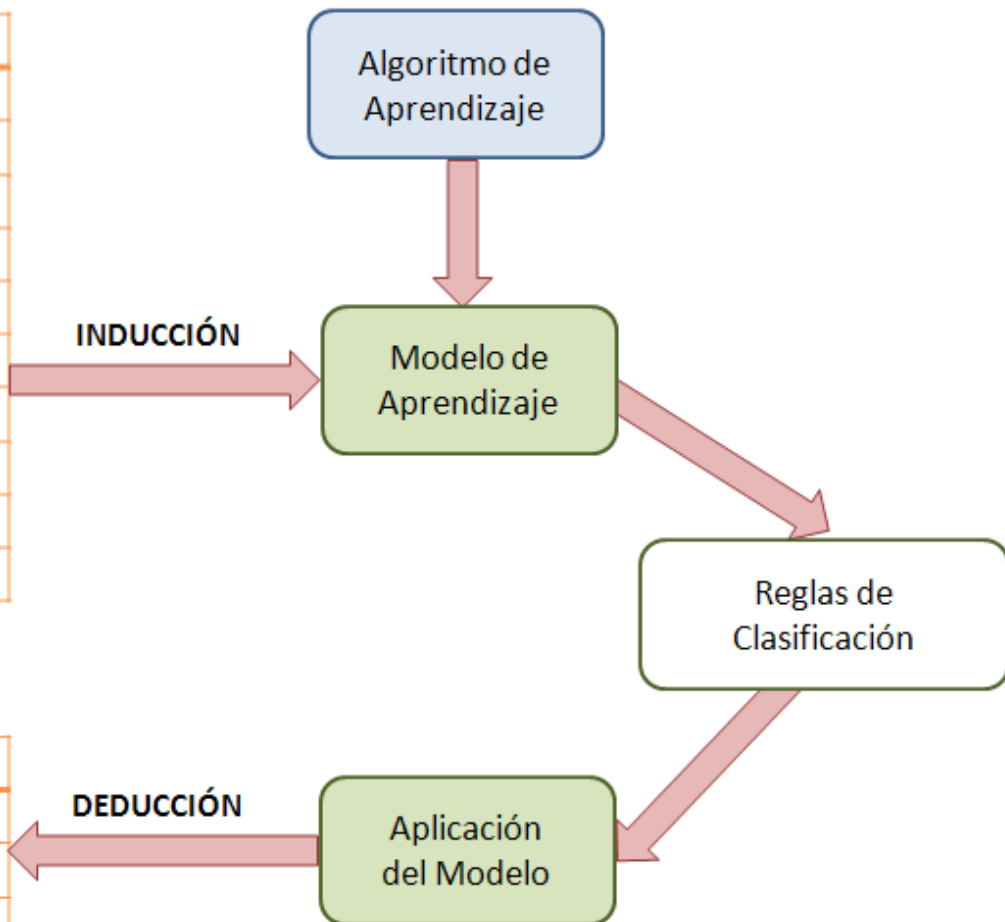 Algoritmo de
Aprendizaje
INDUCCIÓN
Modelo de
Aprendizaje
Reglas de
Clasificación
DEDUCCIÓN
Aplicación
del Modelo